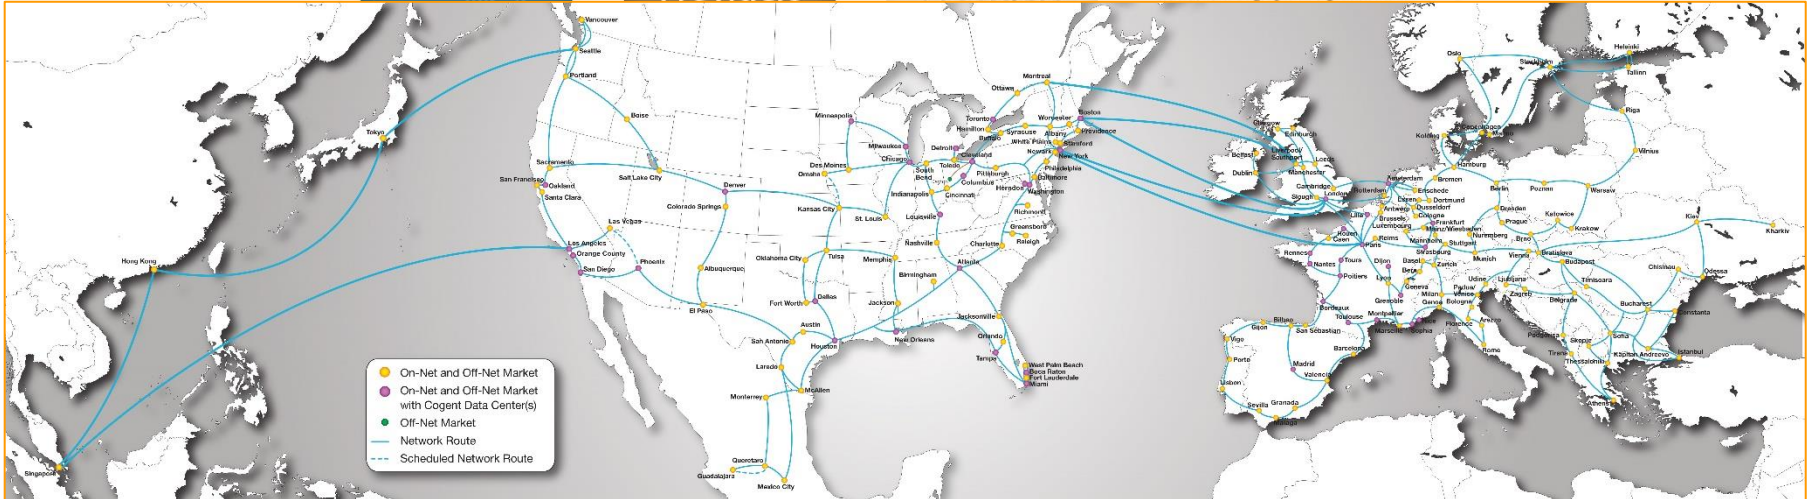 Vancouver
Seattle
Portland
Boise
Sacramento
San Francisco
Oakland
Santa Clara
Salt Lake City
Las Vegas
Los Angeles
Orange County
San Diego
Phoenix
Denver
Colorado Springs
Albuquerque
El Paso
Minneapolis
Milwaukee
Chicago
Des Moines
Omaha
Kansas City
St. Louis
South
Bend
Toledo
Detroit
Cleveland
Pittsburgh
Columbus
Cincinnati
Indianapolis
Louisville
Nashville
Memphis
Tulsa
Oklahoma City
Fort Worth
Dallas
Austin
San Antonio
Houston
Laredo
McAllen
Monterrey
Queretaro
Guadalajara
Mexico City
Jackson
New Orleans
Birmingham
Atlanta
Charlotte
Greensboro
Raleigh
Richmond
Jacksonville
Orlando
Tampa
West Palm Beach
Boca Raton
Fort Lauderdale
Miami
Montreal
Ottawa
Toronto
Hamilton
Buffalo
Syracuse
Albany
Worcester
Boston
Providence
White Plains
Stamford
Newark
New York
Philadelphia
Baltimore
Herndon
Washington
Tokyo
Hong Kong
Singapore
On-Net and Off-Net Market
On-Net and Off-Net Market
with Cogent Data Center(s)
Off-Net Market
Network Route
Scheduled Network Route
Oslo
Stockholm
Helsinki
Tallinn
Riga
Vilnius
Copenhagen
Kolding
Hamburg
Glasgow
Edinburgh
Belfast
Dublin
Leeds
Manchester
Cambridge
London
Slough
Amsterdam
Rotterdam
Bremen
Enschede
Essen
Dortmund
Dusseldorf
Cologne
Frankfurt
Antwerp
Brussels
Luxembourg
Mainz/Wiesbaden
Mannheim
Nuremberg
Stuttgart
Strasbourg
Munich
Berlin
Poznan
Warsaw
Dresden
Prague
Katowice
Krakow
Brno
Vienna
Bratislava
Budapest
Kiev
Kharkiv
Chisinau
Odessa
Lille
Rouen
Caen
Reims
Paris
Rennes
Nantes
Tours
Poitiers
Dijon
Lyon
Grenoble
Basel
Zurich
Geneva
Milan
Genoa
Padua/
Venice
Bologna
Udine
Ljubljana
Zagreb
Belgrade
Timisoara
Bucharest
Constanta
Bordeaux
Toulouse
Montpellier
Marseille
Sophia
Florence
Arezzo
Rome
Bilbao
Gijon
San Sebastian
Vigo
Porto
Lisbon
Madrid
Barcelona
Valencia
Sevilla
Granada
Malaga
Podgorica
Tirana
Skopje
Sofia
Thessaloniki
Kapitan Andreevo
Istanbul
Athens